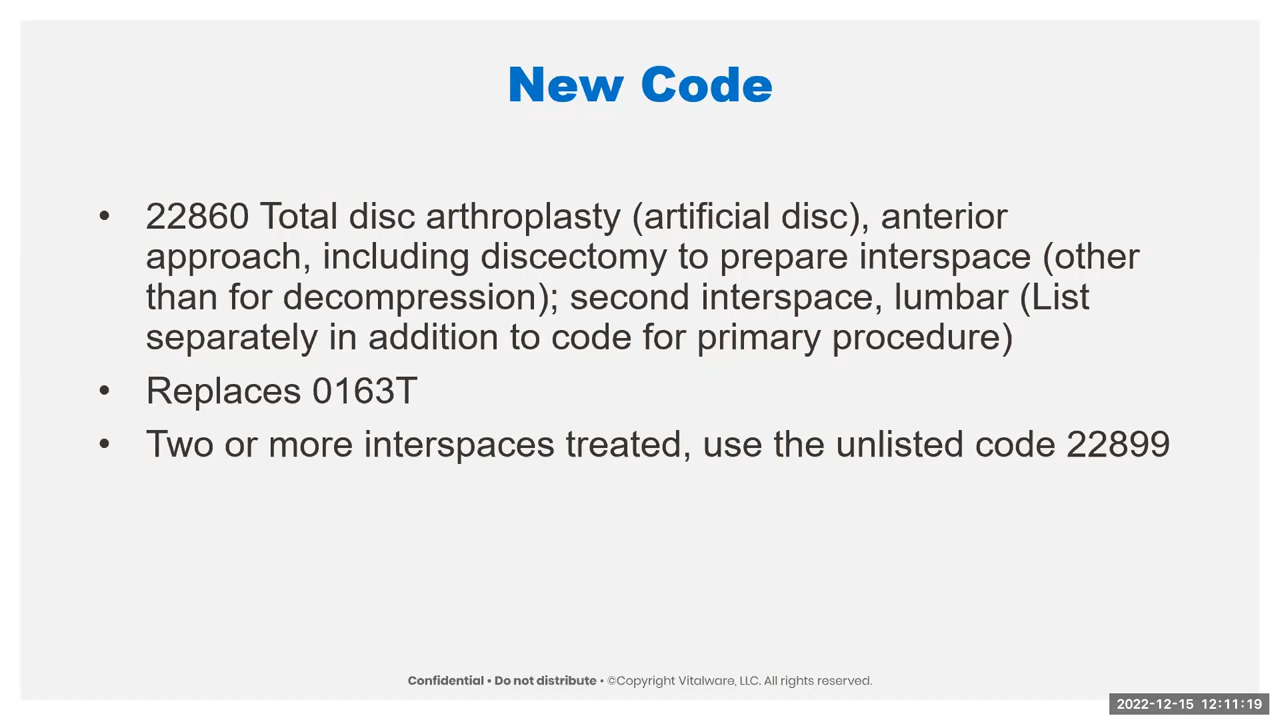 New Code
• 22860 Total disc arthroplasty (artificial disc), anterior
approach, including discectomy to prepare interspace (other
than for decompression); second interspace, lumbar (List
separately in addition to code for primary procedure)
• Replaces 0163T
• Two or more interspaces treated, use the unlisted code 22899
Confidential • Do not distribute • ©Copyright Vitalware, LLC. All rights reserved.
2022-12-15 12:11:19